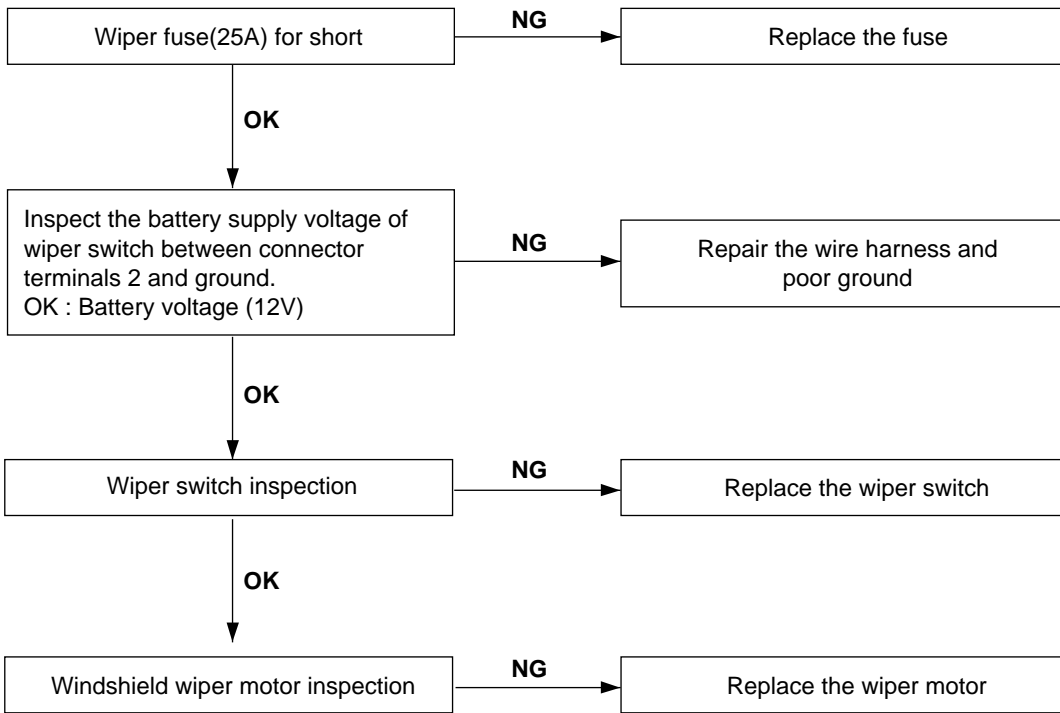 Wiper fuse(25A) for short
NG
Replace the fuse
OK
Inspect the battery supply voltage of
wiper switch between connector
terminals 2 and ground.
OK : Battery voltage (12V)
NG
Repair the wire harness and
poor ground
OK
Wiper switch inspection
NG
Replace the wiper switch
OK
Windshield wiper motor inspection
NG
Replace the wiper motor